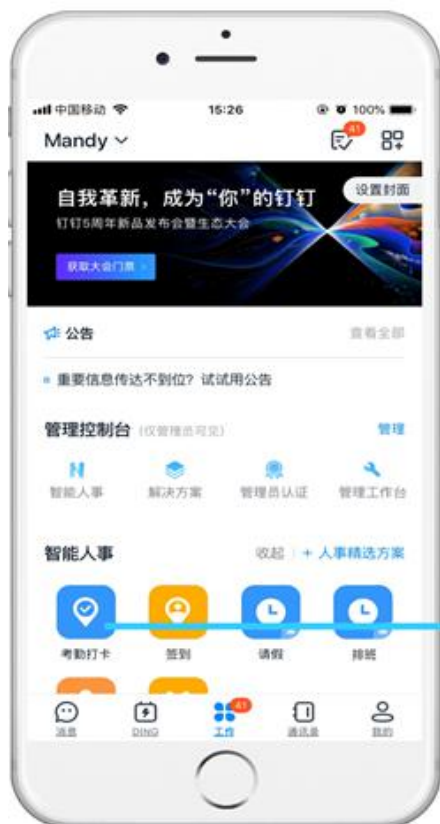 中国移动 15:26 100%
Mandy 41
自我革新，成为“你”的钉钉 设置封面
钉钉5周年新品发布会暨生态大会
获取大会门票
公告 查看全部
重要信息传达不到位？试试用公告
管理控制台 (仅管理员可见) 管理
智能人事 解决方案 管理员认证 管理工作台
智能人事 收起 + 人事精选方案
考勤打卡 签到 请假 排班
41
消息 DING 工作 通讯录 我的